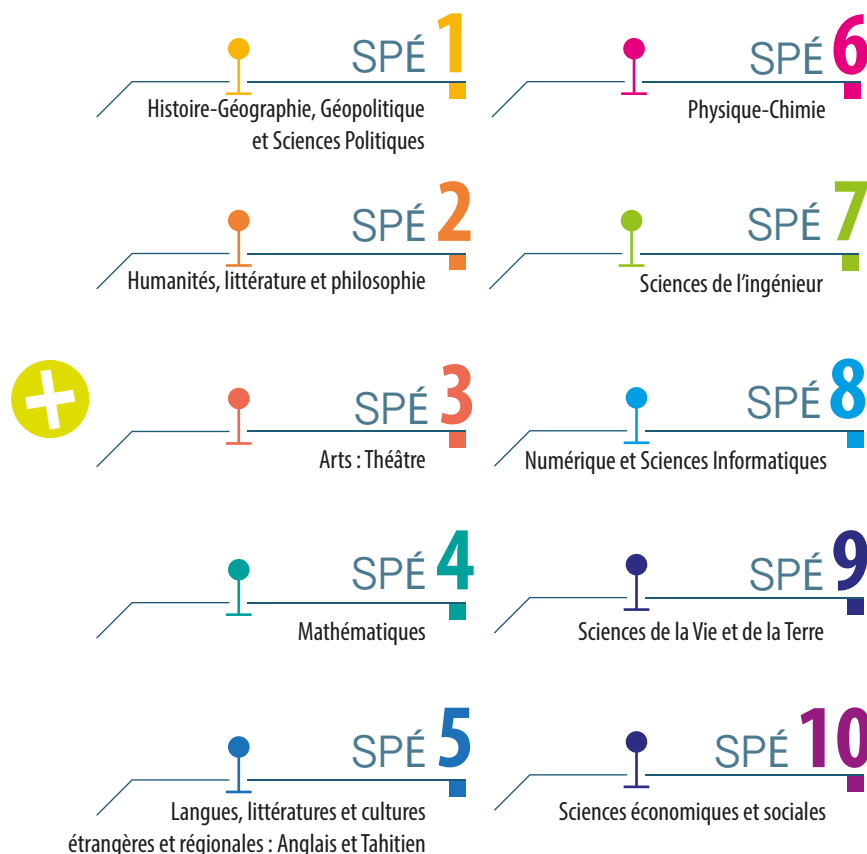 SPÉ 1
Histoire-Géographie, Géopolitique
et Sciences Politiques
SPÉ 2
Humanités, littérature et philosophie
SPÉ 3
Arts : Théâtre
SPÉ 4
Mathématiques
SPÉ 5
Langues, littératures et cultures
étrangères et régionales : Anglais et Tahitien
SPÉ 6
Physique-Chimie
SPÉ 7
Sciences de l'ingénieur
SPÉ 8
Numérique et Sciences Informatiques
SPÉ 9
Sciences de la Vie et de la Terre
SPÉ 10
Sciences économiques et sociales